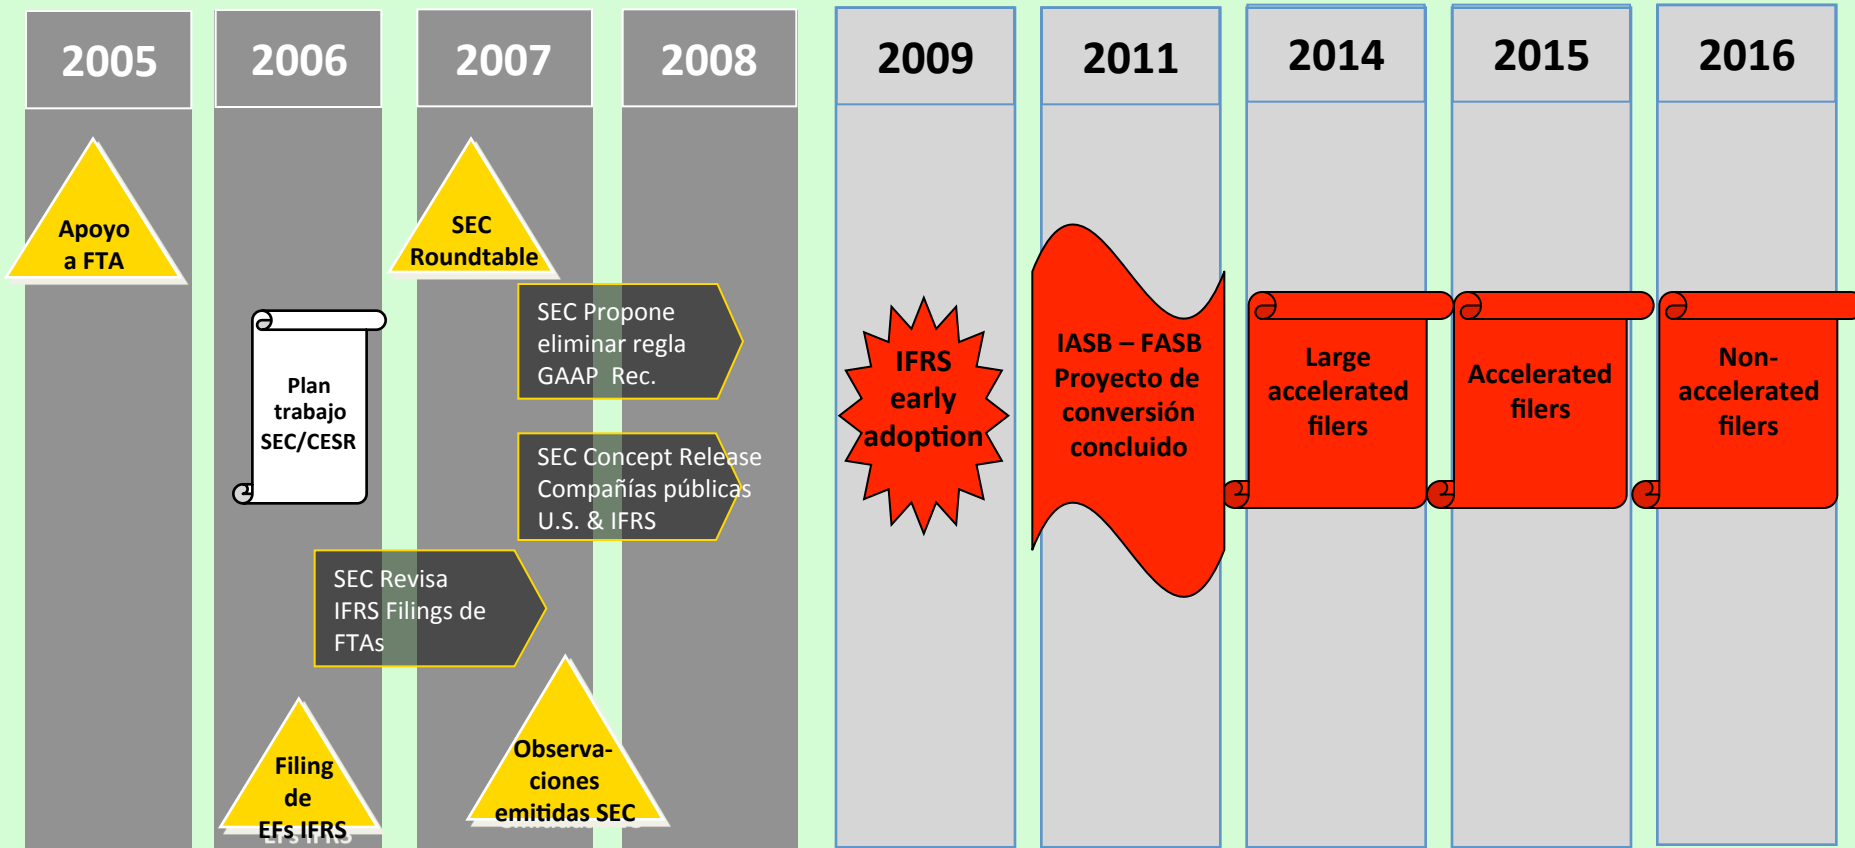 2005
2006
2007
2008
2009
2011
2014
2015
2016
Apoyo
a FTA
Plan
trabajo
SEC/CESR
SEC
Roundtable
SEC Propone
eliminar regla
GAAP Rec.
SEC Concept Release
Compañías públicas
U.S. & IFRS
SEC Revisa
IFRS Filings de
FTAs
Filing
de
EFs IFRS
Observa-
ciones
emitidas SEC
IFRS
early
adoption
IASB – FASB
Proyecto de
conversión
concluido
Large
accelerated
filers
Accelerated
filers
Non-
accelerated
filers